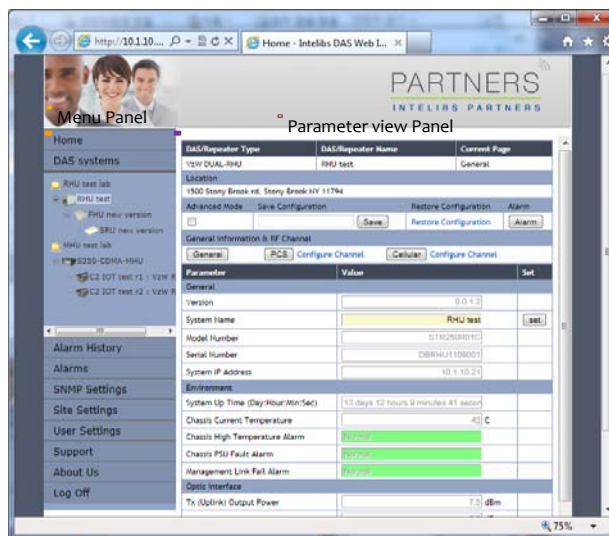 http://10.1.10....
Home - Intelibs DAS Web I...
PARTNERS
INTELIBS PARTNERS
Menu Panel
Parameter view Panel
Home
DAS systems
RHU test lab
RHU test
FHU new version
SRU new version
MHU test lab
S230-CDMA-MHU
C2 IOT test r1 : VzW R
C2 IOT test r2 : VzW R
Alarm History
Alarms
SNMP Settings
Site Settings
User Settings
Support
About Us
Log Off
DAS/Repeater Type DAS/Repeater Name Current Page
VzW DUAL-RHU RHU test General
Location
1500 Stony Brook rd. Stony Brook NY 11794
Advanced Mode Save Configuration Restore Configuration Alarm
Save Restore Configuration Alarm
General Information & RF Channel
General PCS Configure Channel Cellular Configure Channel
Parameter Value Set
General
Version 0.0.1.2
System Name RHU test set
Model Number STR250R01C
Serial Number DBRHU1109001
System IP Address 10.1.10.21
Environment
System Up Time (Day:Hour:Min:Sec) 13 days 12 hours 9 minutes 41 secon
Chassis Current Temperature 43 C
Chassis High Temperature Alarm Normal
Chassis PSU Fault Alarm Normal
Management Link Fail Alarm Normal
Optic Interface
Tx (Uplink) Output Power 7.5 dBm
75%